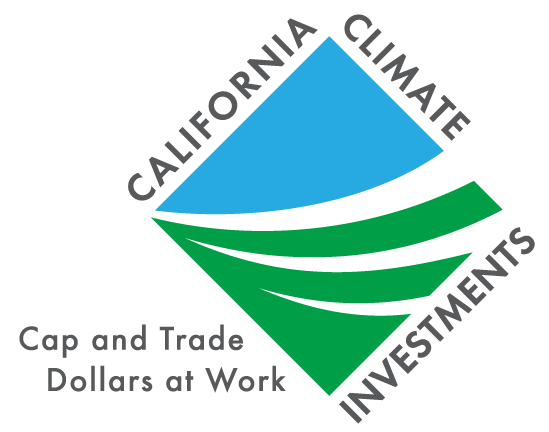 CALIFORNIA
CLIMATE
INVESTMENTS
Cap and Trade
Dollars at Work